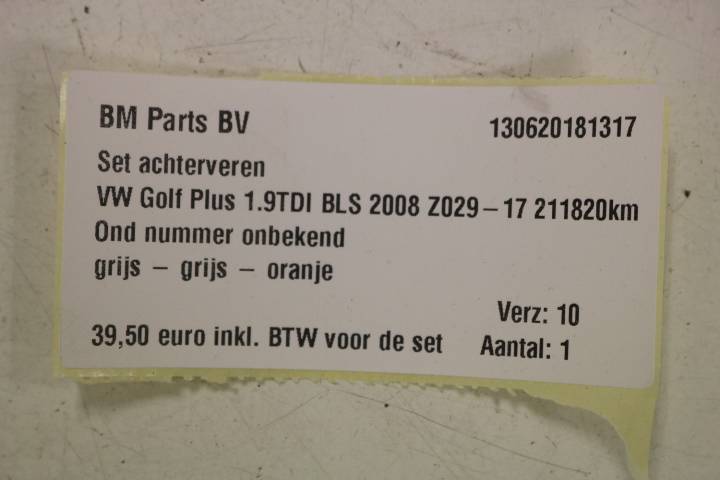 BM Parts BV 130620181317
Set achterveren
VW Golf Plus 1.9TDI BLS 2008 Z029-17 211820km
Ond nummer onbekend
grijs - grijs - oranje
Verz: 10
39,50 euro inkl. BTW voor de set Aantal: 1